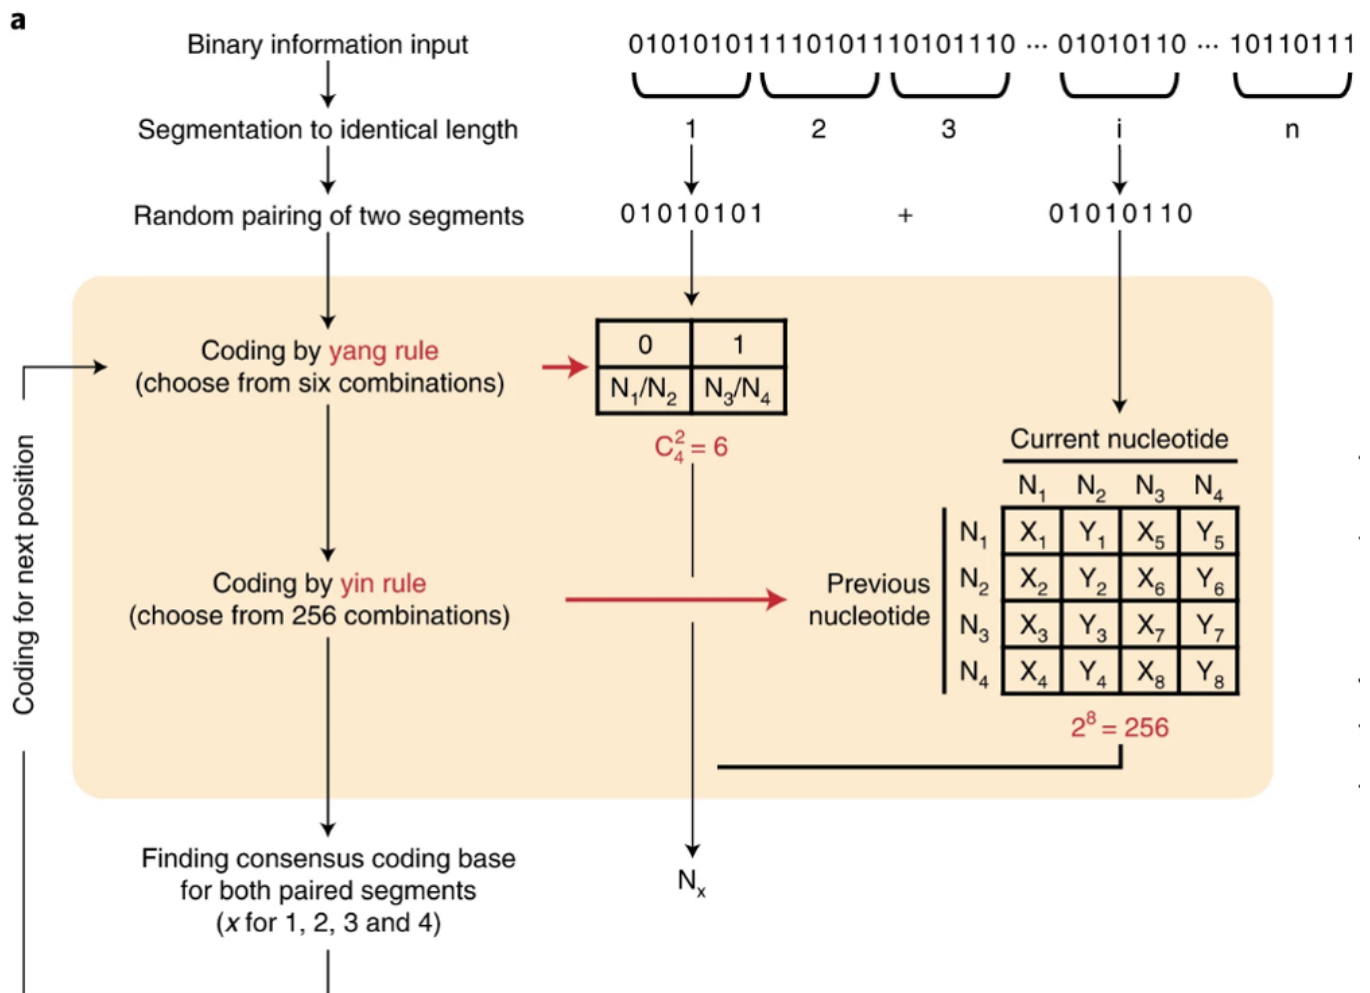 a
Binary information input
010101011110101110101110 ··· 01010110 ··· 10110111
Segmentation to identical length
1 2 3 i n
Random pairing of two segments
01010101 + 01010110
Coding by yang rule
(choose from six combinations)
0 1
N₁/N₂ N₃/N₄
C₄² = 6
Current nucleotide
N₁ N₂ N₃ N₄
N₁ X₁ Y₁ X₅ Y₅
N₂ X₂ Y₂ X₆ Y₆
N₃ X₃ Y₃ X₇ Y₇
N₄ X₄ Y₄ X₈ Y₈
Previous
nucleotide
Coding by yin rule
(choose from 256 combinations)
2⁸ = 256
Coding for next position
Finding consensus coding base
for both paired segments
(x for 1, 2, 3 and 4)
Nₓ